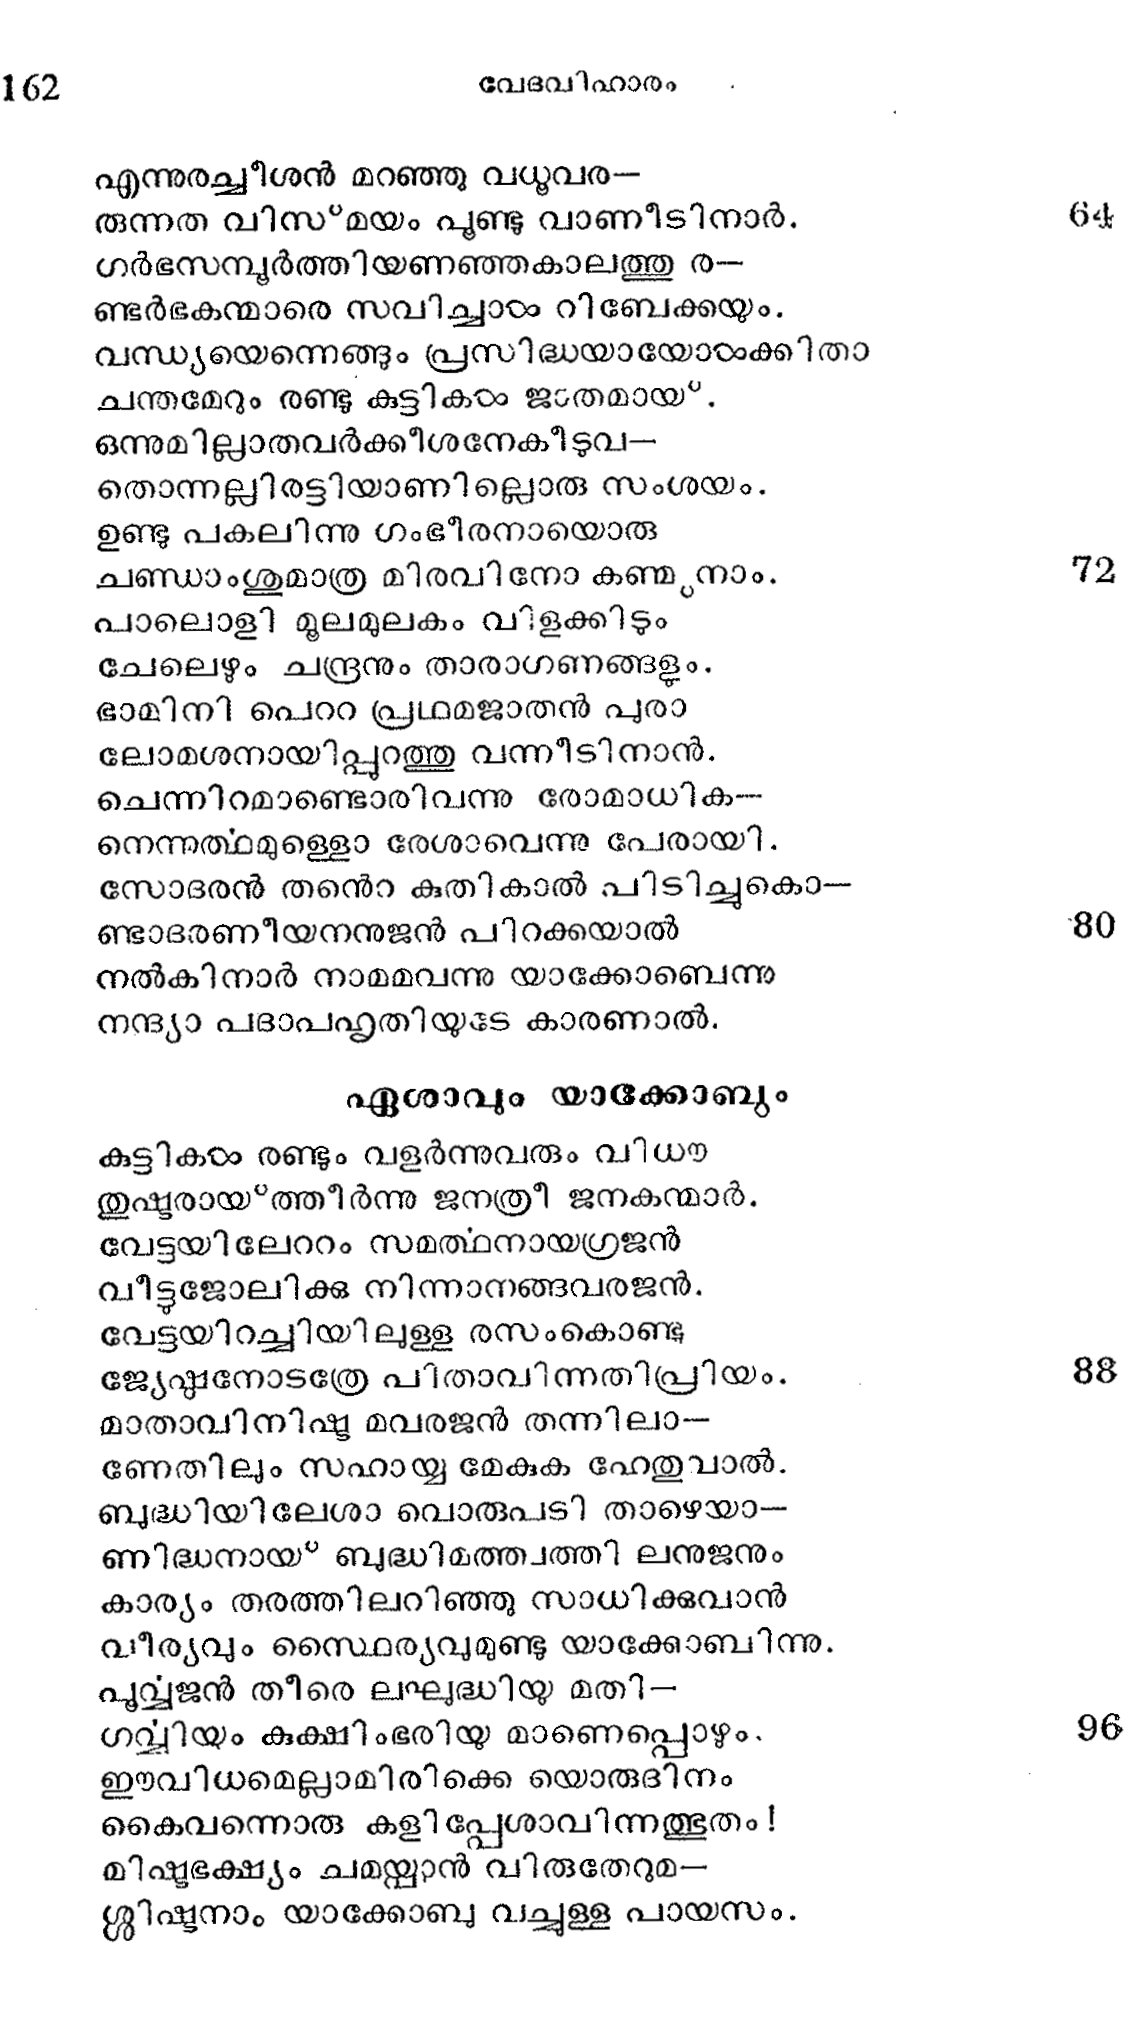 162 വേദവിഹാരം
എന്നുരച്ചീശൻ മറഞ്ഞു വധൂവര—
രുന്നത വിസ്മയം പൂണ്ടു വാണീടിനാർ. 64
ഗർഭസമ്പൂർത്തിയണഞ്ഞകാലത്തു ര—
ണ്ടർഭകന്മാരെ സവിച്ചാൾ റിബേക്കയും.
വന്ധ്യയെന്നെങ്ങും പ്രസിദ്ധയായോൾക്കിതാ
ചന്തമേറും രണ്ടു കുട്ടികൾ ജാതമായ്.
ഒന്നുമില്ലാതവർക്കീശനേകീടുവ—
തൊന്നല്ലിരട്ടിയാണില്ലൊരു സംശയം.
ഉണ്ടു പകലിന്നു ഗംഭീരനായൊരു
ചണ്ഡാംശുമാത്ര മിരവിനോ കണ്മുനാം. 72
പാലൊളി മൂലമുലകം വിളക്കിടും
ചേലെഴും ചന്ദ്രനും താരാഗണങ്ങളും.
ഭാമിനി പെററ പ്രഥമജാതൻ പുരാ
ലോമശനായിപ്പുറത്തു വന്നീടിനാൻ.
ചെന്നിറമാണ്ടൊരിവന്നു രോമാധിക—
നെന്നർത്ഥമുള്ളൊ രേശാവെന്നു പേരായി.
സോദരൻ തൻെറ കുതികാൽ പിടിച്ചുകൊ—
ണ്ടാദരണീയനനുജൻ പിറക്കയാൽ 80
നൽകിനാർ നാമമവന്നു യാക്കോബെന്നു
നന്ദ്യാ പദാപഹൃതിയുടേ കാരണാൽ.
ഏശാവും യാക്കോബും
കുട്ടികൾ രണ്ടും വളർന്നുവരും വിധൗ
തുഷ്ടരായ്ത്തീർന്നു ജനത്രീ ജനകന്മാർ.
വേട്ടയിലേററം സമർത്ഥനായഗ്രജൻ
വീട്ടുജോലിക്കു നിന്നാനങ്ങവരജൻ.
വേട്ടയിറച്ചിയിലുള്ള രസംകൊണ്ടു
ജ്യേഷ്ഠനോടത്രേ പിതാവിന്നതിപ്രിയം. 88
മാതാവിനിഷ്ട മവരജൻ തന്നിലാ—
ണേതിലും സഹായ്യ മേകുക ഹേതുവാൽ.
ബുദ്ധിയിലേശാ വൊരുപടി താഴെയാ—
ണിദ്ധനായ് ബുദ്ധിമത്ത്വത്തി ലനുജനും
കാര്യം തരത്തിലറിഞ്ഞു സാധിക്കുവാൻ
വീര്യവും സ്ഥൈര്യവുമുണ്ടു യാക്കോബിന്നു.
പൂർവ്വജൻ തീരെ ലഘുദ്ധിയു മതി—
ഗർവ്വിയും കുക്ഷിംഭരിയു മാണെപ്പൊഴും. 96
ഈവിധമെല്ലാമിരിക്കെ യൊരുദിനം
കൈവന്നൊരു കളിപ്പേശാവിന്നത്ഭുതം!
മിഷ്ടഭക്ഷ്യം ചമയ്പാൻ വിരുതേറുമ—
ശ്ശിഷ്ടനാം യാക്കോബു വച്ചുള്ള പായസം.